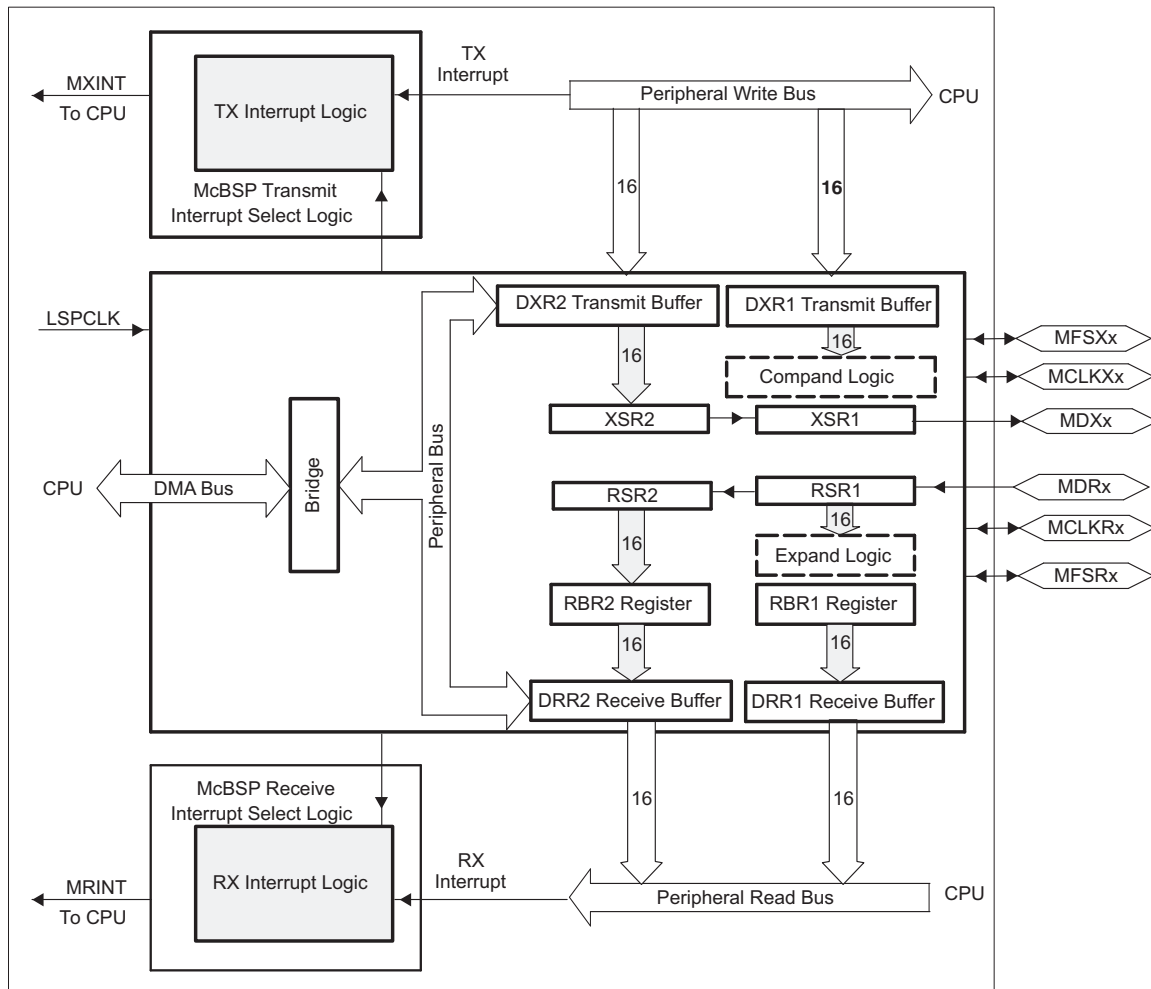 TX
Interrupt
MXINT
To CPU
TX Interrupt Logic
Peripheral Write Bus
CPU
McBSP Transmit
Interrupt Select Logic
16
16
LSPCLK
DXR2 Transmit Buffer
DXR1 Transmit Buffer
16
16
Compand Logic
MFSXx
MCLKXx
XSR2
XSR1
MDXx
CPU
DMA Bus
Bridge
Peripheral Bus
RSR2
RSR1
MDRx
16
16
Expand Logic
MCLKRx
MFSRx
RBR2 Register
RBR1 Register
16
16
DRR2 Receive Buffer
DRR1 Receive Buffer
McBSP Receive
Interrupt Select Logic
16
16
RX Interrupt Logic
RX
Interrupt
MRINT
To CPU
Peripheral Read Bus
CPU